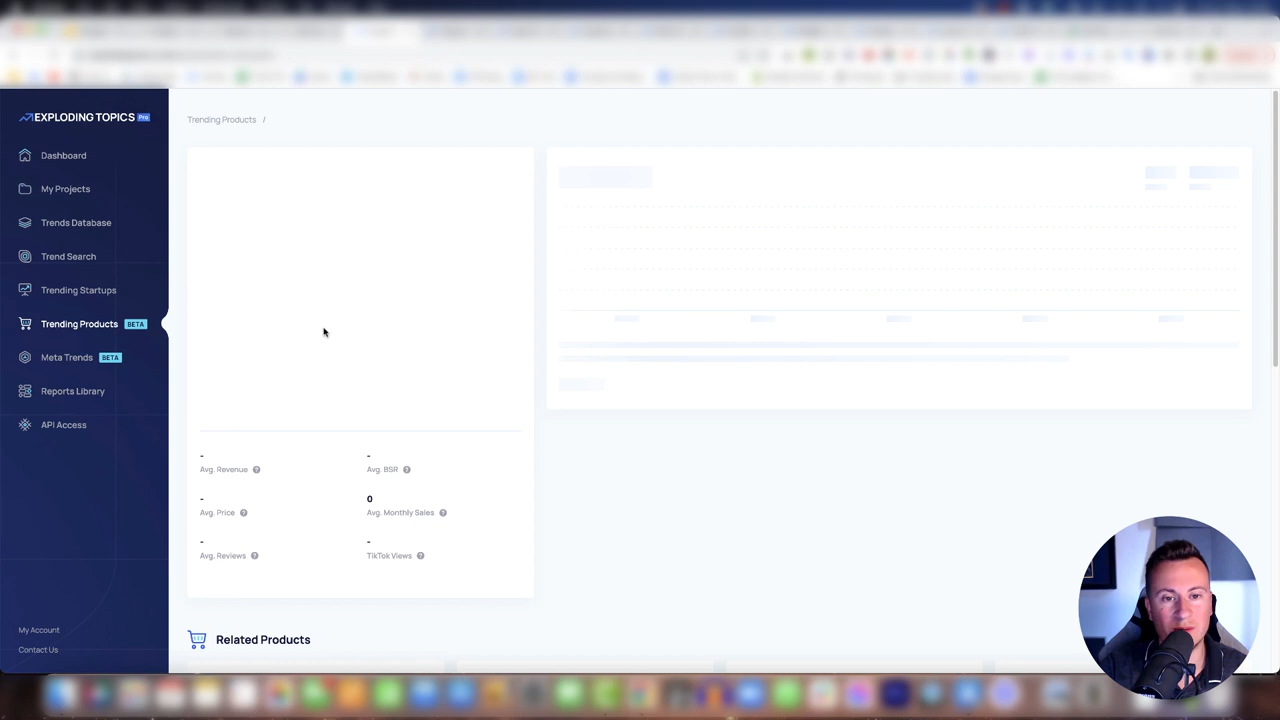 EXPLODING TOPICS Pro
Dashboard
My Projects
Trends Database
Trend Search
Trending Startups
Trending Products BETA
Meta Trends BETA
Reports Library
API Access
My Account
Contact Us
Trending Products /
- -
Avg. Revenue ? Avg. BSR ?
- 0
Avg. Price ? Avg. Monthly Sales ?
- -
Avg. Reviews ? TikTok Views ?
Related Products